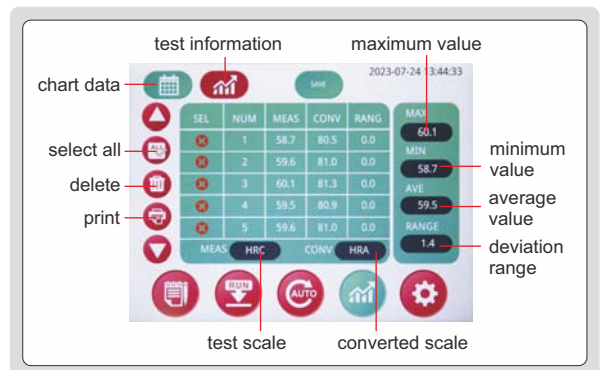 test information maximum value
chart data SAVE 2023-07-24 13:44:33
SEL NUM MEAS CONV RANG MAX
1 58.7 80.5 0.0 60.1
select all ALL 2 59.6 81.0 0.0 MIN minimum value
58.7
delete 3 60.1 81.3 0.0 AVE
print 4 59.5 80.9 0.0 59.5 average value
5 59.6 81.0 0.0 RANGE
MEAS HRC CONV HRA 1.4 deviation range
RUN AUTO
test scale converted scale